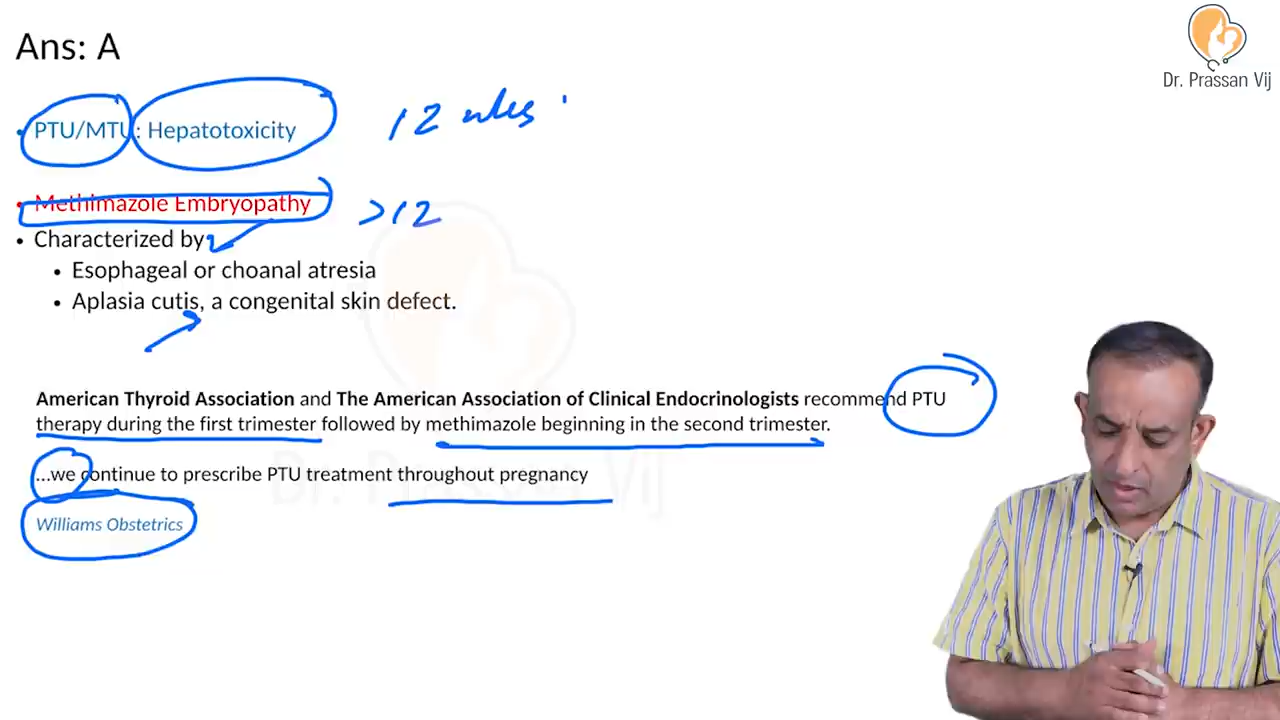 Ans: A
Dr. Prassan Vij
• PTU/MTU: Hepatotoxicity
12 wks
• Methimazole Embryopathy
>12
• Characterized by
• Esophageal or choanal atresia
• Aplasia cutis, a congenital skin defect.
American Thyroid Association and The American Association of Clinical Endocrinologists recommend PTU
therapy during the first trimester followed by methimazole beginning in the second trimester.
...we continue to prescribe PTU treatment throughout pregnancy
Dr. Prassan Vij
Williams Obstetrics